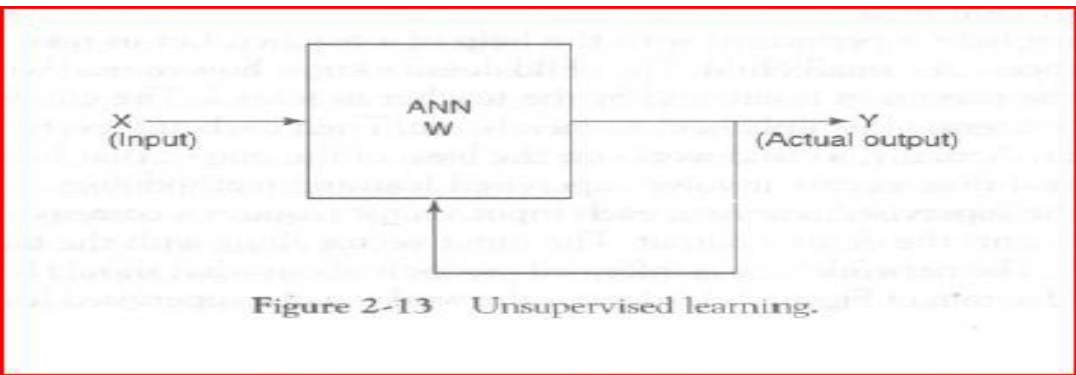 ANN
X
W
Y
(Input)
(Actual output)
Figure 2-13 Unsupervised learning.